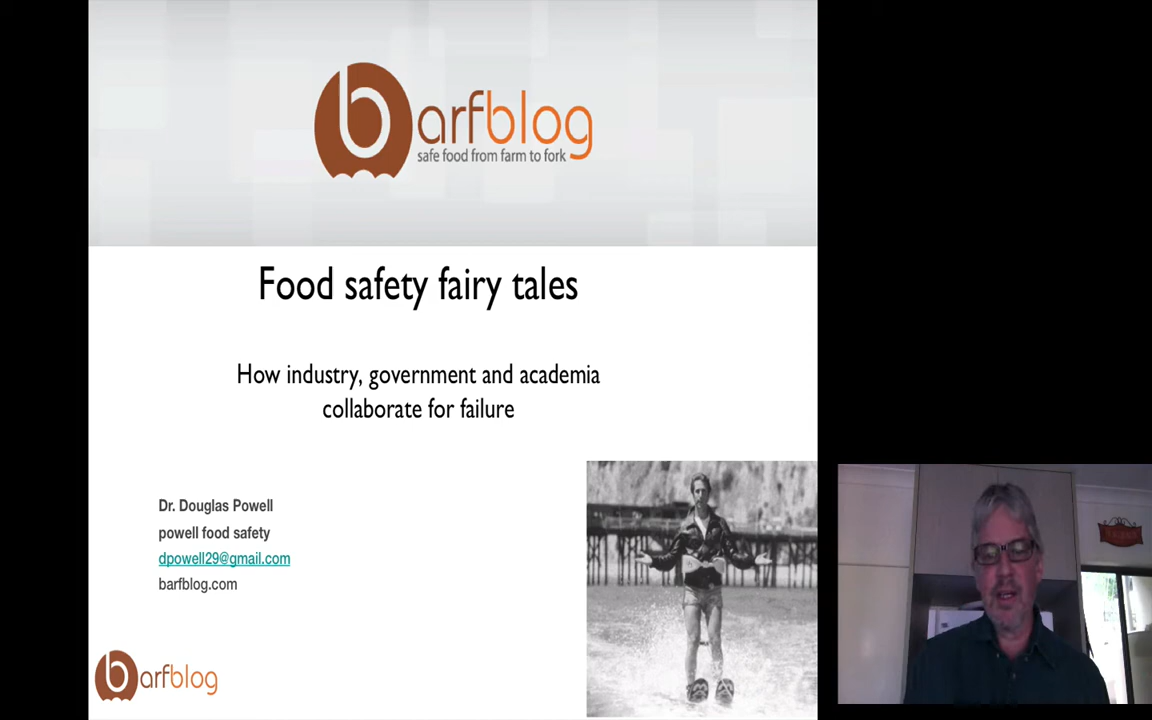 barfblog
safe food from farm to fork
Food safety fairy tales
How industry, government and academia
collaborate for failure
Dr. Douglas Powell
powell food safety
dpowell29@gmail.com
barfblog.com
barfblog